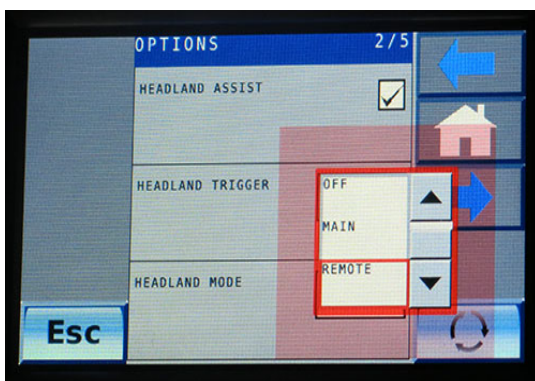 OPTIONS 2/5
HEADLAND ASSIST
HEADLAND TRIGGER
OFF
MAIN
REMOTE
HEADLAND MODE
Esc